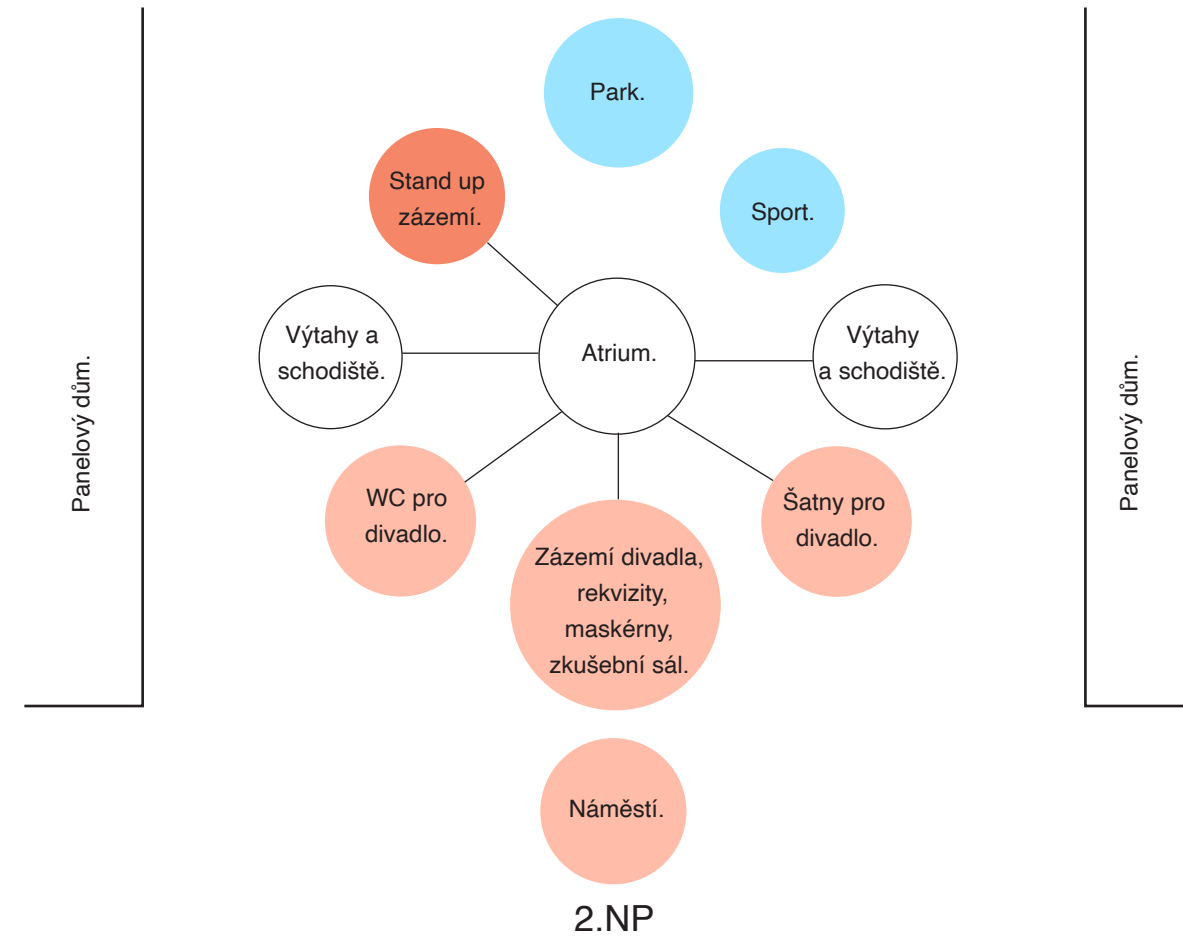 Park.
Stand up
zázemí.
Sport.
Výtahy a
schodiště.
Atrium.
Výtahy
a schodiště.
Panelový dům.
Panelový dům.
WC pro
divadlo.
Šatny pro
divadlo.
Zázemí divadla,
rekvizity,
maskérny,
zkušební sál.
Náměstí.
2.NP